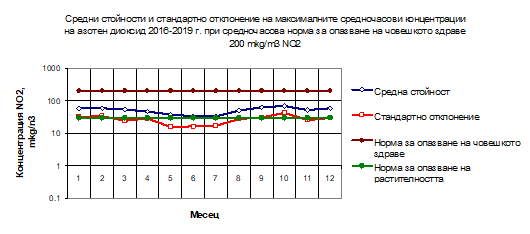 Средни стойности и стандартно отклонение на максималните средночасови концентрации
на азотен диоксид 2016-2019 г. при средночасова норма за опазване на човешкото здраве
200 mkg/m3 NO2
Концентрация NO2,
mkg/m3
1000
100
10
1
0.1
1 2 3 4 5 6 7 8 9 10 11 12
Месец
Средна стойност
Стандартно отклонение
Норма за опазване на човешкото
здраве
Норма за опазване на
растителността